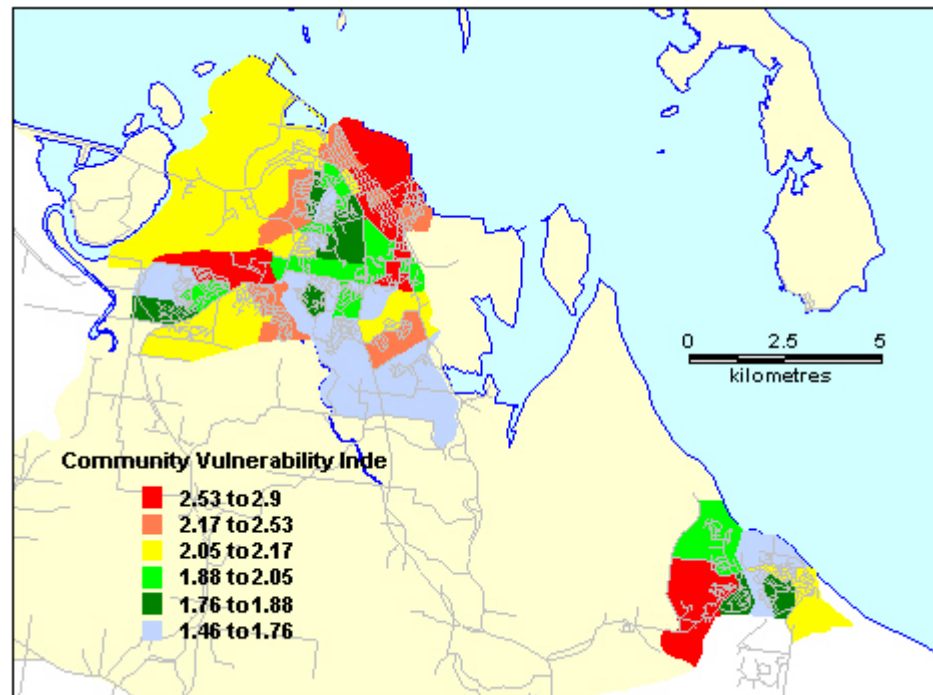 0 2.5 5
kilometres
Community Vulnerability Inde
2.53 to 2.9
2.17 to 2.53
2.05 to 2.17
1.88 to 2.05
1.76 to 1.88
1.46 to 1.76